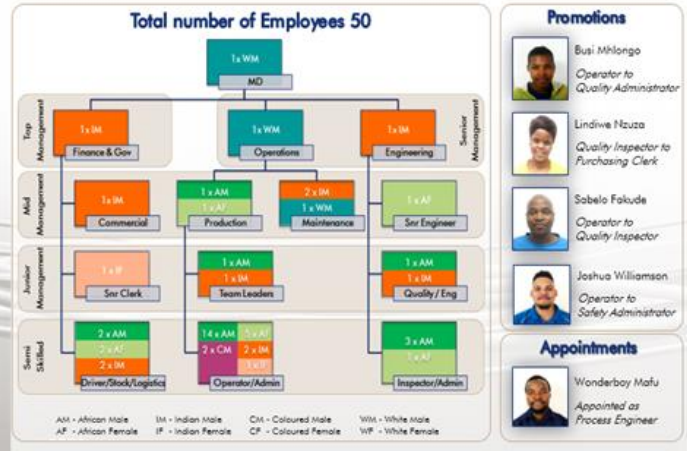 Total number of Employees 50
1x WM
MD
Top Management
1 x IM
Finance & Gov
1x WM
Operations
1 x IM
Engineering
Senior Management
Mid Management
1x IM
Commercial
1 x AM
1 x AF
Production
2 x IM
1 x WM
Maintenance
1 x AF
Snr Engineer
Junior Management
1 x IF
Snr Clerk
1 x AM
1 x IM
Team Leaders
1 x AM
1 x IM
Quality / Eng
Semi Skilled
2 x AM
2 x IM
Driver/Stock/Logistics
14 x AM
5 x AF
2 x CM
2 x IM
1 x IF
Operator/Admin
3 x AM
1 x AF
Inspector/Admin
AM - African Male
IM - Indian Male
CM - Coloured Male
WM - White Male
AF - African Female
IF - Indian Female
CF - Coloured Female
WF - White Female
Promotions
Busi Mhlongo
Operator to
Quality Administrator
Lindiwe Nzuza
Quality Inspector to
Purchasing Clerk
Sabelo Fakude
Operator to
Quality Inspector
Joshua Williamson
Operator to
Safety Administrator
Appointments
Wonderboy Mafu
Appointed as
Process Engineer